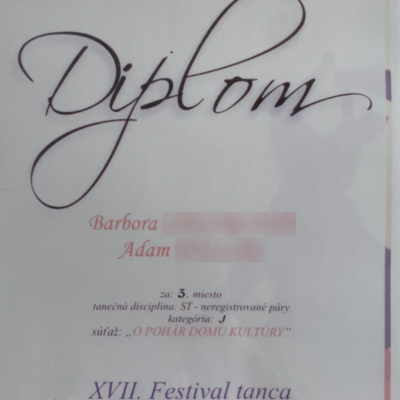 Diplom
Barbora
Adam
za: 3. miesto
tanečná disciplína: ST - neregistrované páry
kategória: J
súťaž: „O POHÁR DOMU KULTÚRY”
XVII. Festival tanca